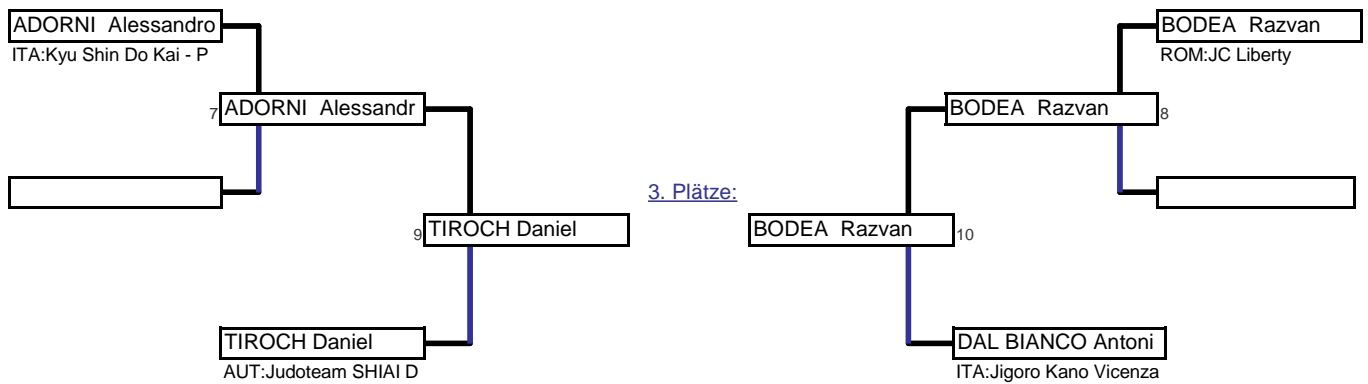 ADORNI  Alessandro
ITA:Kyu Shin Do Kai - P
BODEA  Razvan
ROM:JC Liberty
7
ADORNI  Alessandr
BODEA  Razvan
8
3. Plätze:
9
TIROCH Daniel
BODEA  Razvan
10
TIROCH Daniel
AUT:Judoteam SHIAI D
DAL BIANCO Antoni
ITA:Jigoro Kano Vicenza